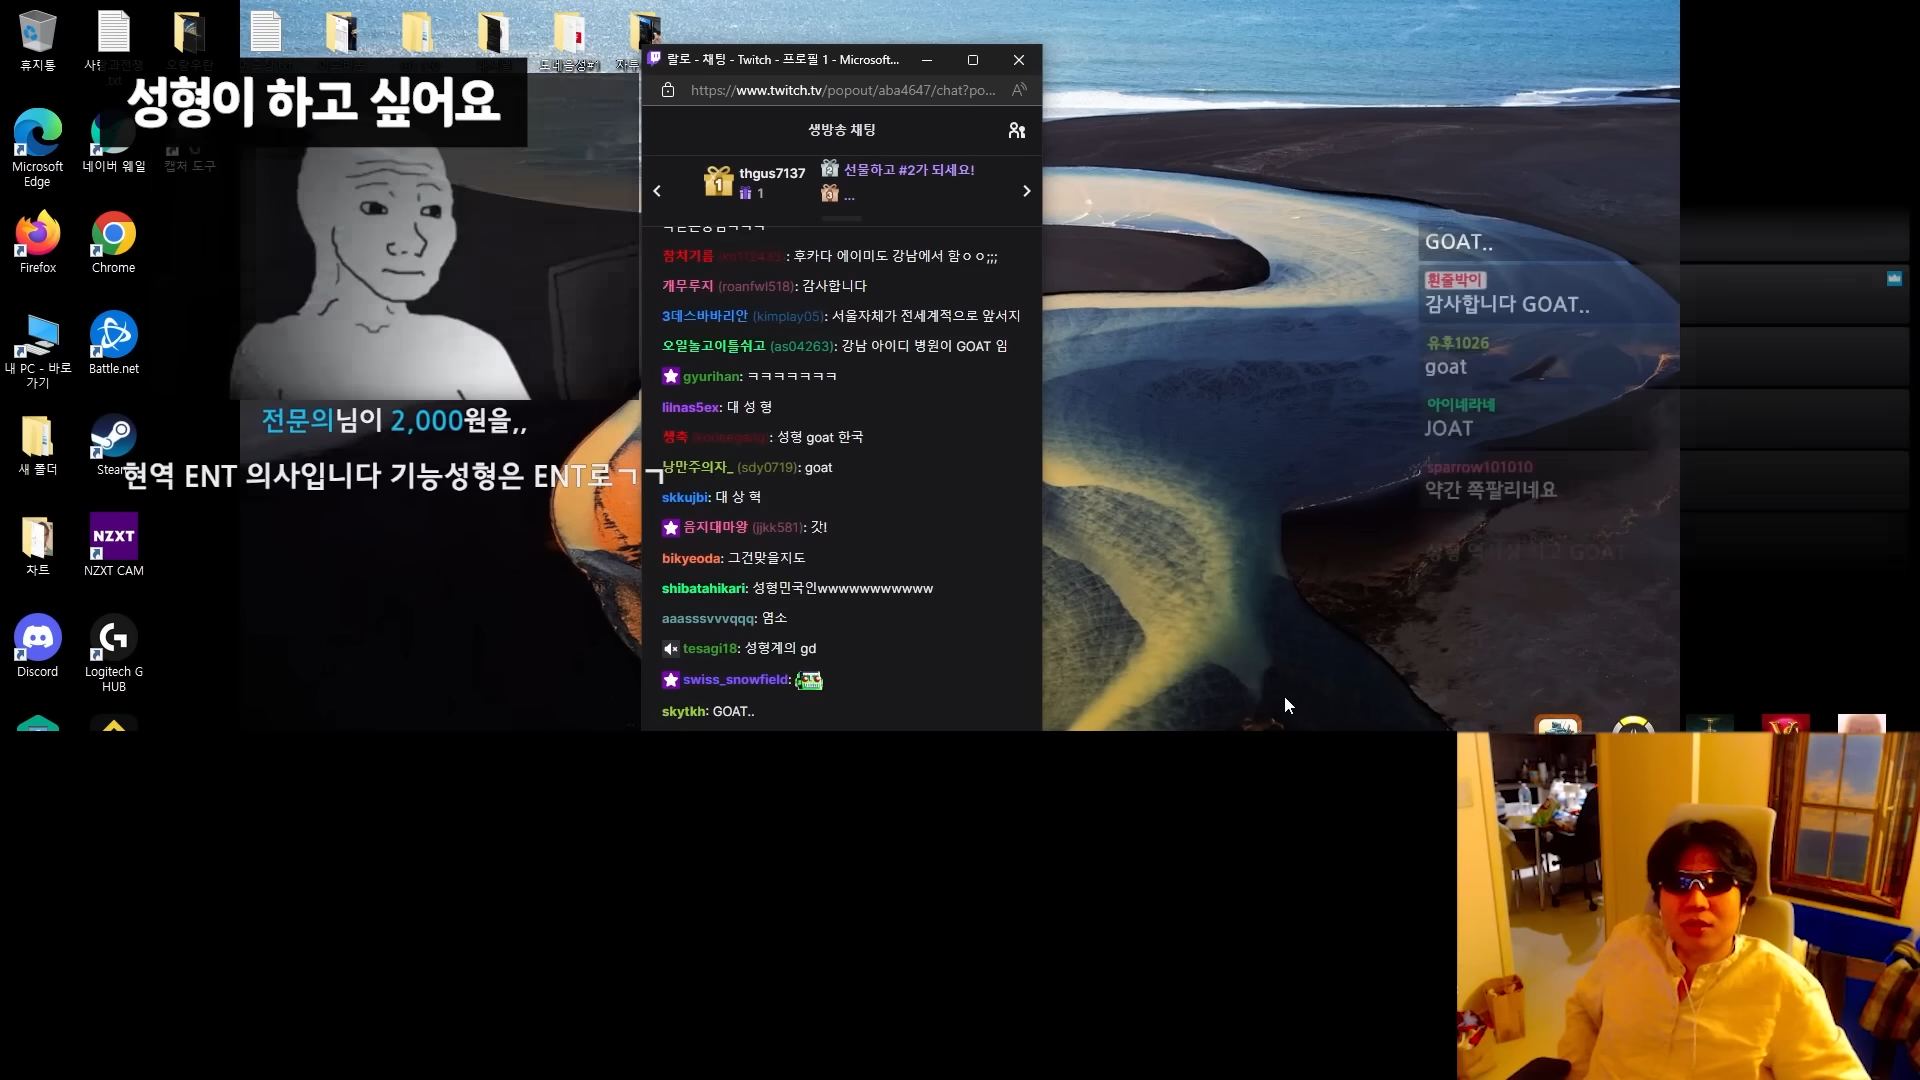 휴지통
성형이 하고 싶어요
Microsoft Edge
네이버 웨일
캡처 도구
Firefox
Chrome
내 PC - 바로 가기
Battle.net
새 폴더
Steam
차트
NZXT
NZXT CAM
Discord
Logitech G HUB
전문의님이 2,000원을,,
현역 ENT 의사입니다 기능성형은 ENT로ㄱㄱ
랄로 - 채팅 - Twitch - 프로필 1 - Microsoft...
https://www.twitch.tv/popout/aba4647/chat?po...
생방송 채팅
1 thgus7137
1
2 선물하고 #2가 되세요!
3 ...
참치기름: 후카다 에이미도 강남에서 함ㅇㅇ;;;
개무루지 (roanfwl518): 감사합니다
3데스바바리안 (kimplay05): 서울자체가 전세계적으로 앞서지
오일놀고이틀쉬고 (as04263): 강남 아이디 병원이 GOAT 임
gyurihan: ㅋㅋㅋㅋㅋㅋㅋ
lilnas5ex: 대 성 형
생축: 성형 goat 한국
낭만주의자_ (sdy0719): goat
skkujbi: 대 상 혁
음지대마왕 (jjkk581): 갓!
bikyeoda: 그건맞을지도
shibatahikari: 성형민국인wwwwwwwwwwww
aaasssvvvqqq: 염소
tesagi18: 성형계의 gd
swiss_snowfield:
skytkh: GOAT..
GOAT..
흰줄박이
감사합니다 GOAT..
유후1026
goat
아이네라네
JOAT
sparrow101010
약간 쪽팔리네요